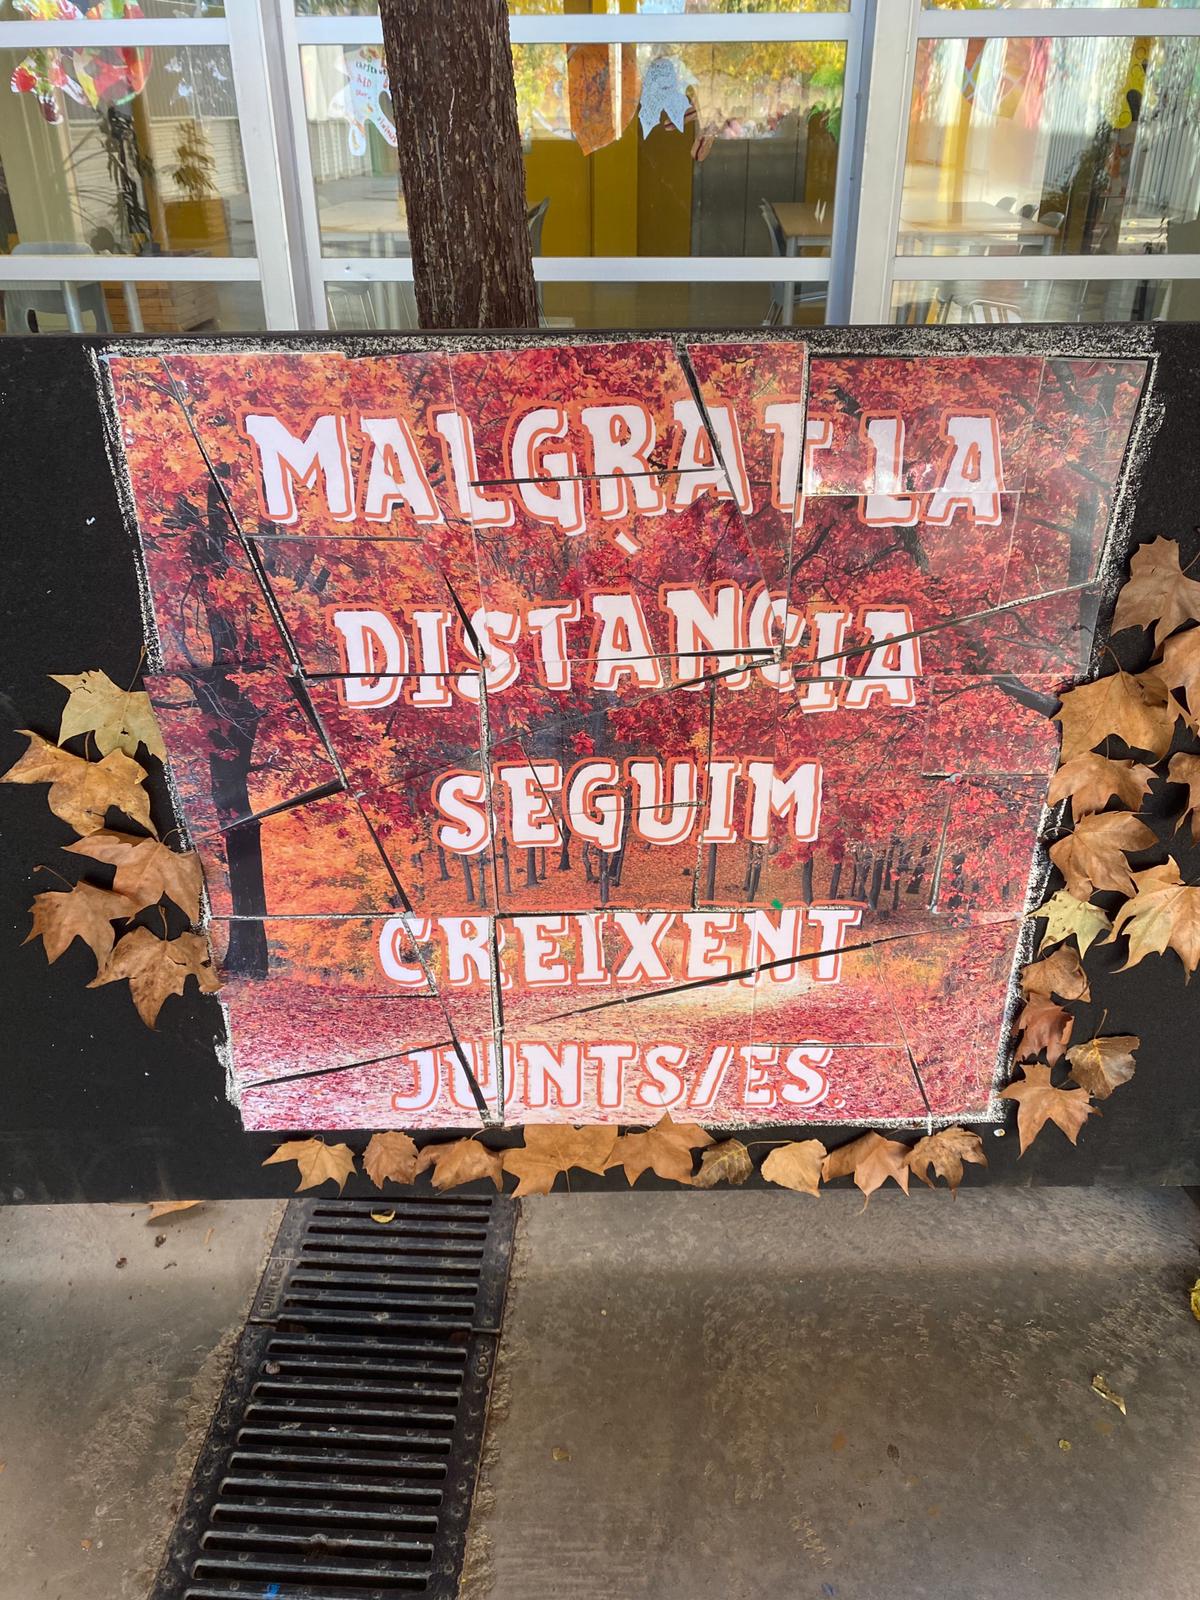 MALGRAT LA
DISTÀNCIA
SEGUIM
CREIXENT
JUNTS/ES.